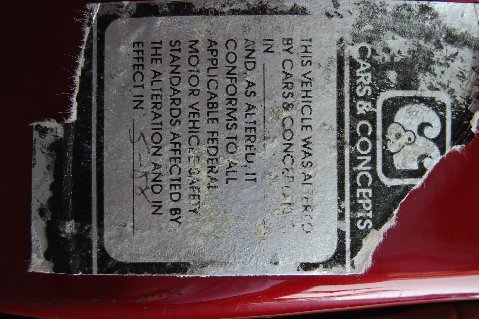 CARS & CONCEPTS
THIS VEHICLE WAS ALTERED
BY CARS & CONCEPTS
IN
AND, AS ALTERED, IT
CONFORMS TO ALL
APPLICABLE FEDERAL
MOTOR VEHICLE SAFETY
STANDARDS AFFECTED BY
THE ALTERATION AND IN
EFFECT IN